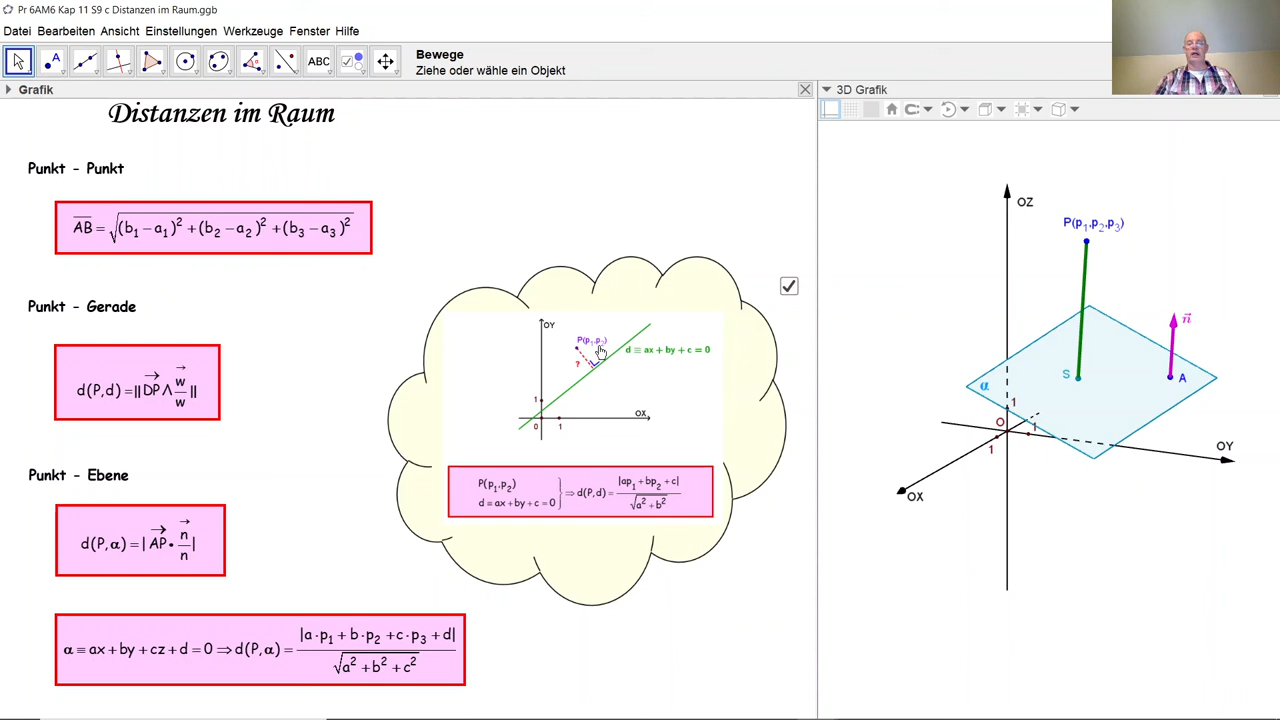 Pr 6AM6 Kap 11 S9 c Distanzen im Raum.ggb
Datei Bearbeiten Ansicht Einstellungen Werkzeuge Fenster Hilfe
A
ABC
Bewege
Ziehe oder wähle ein Objekt
Grafik
3D Grafik
Distanzen im Raum
Punkt - Punkt
AB = √(b₁ − a₁)² + (b₂ − a₂)² + (b₃ − a₃)²
Punkt - Gerade
d(P,d) = ||DP ∧ w/w||
Punkt - Ebene
d(P,α) = |AP • n/n|
α ≡ ax + by + cz + d = 0 ⇒ d(P,α) = |a·p₁ + b·p₂ + c·p₃ + d| / √a² + b² + c²
OY
P(p₁,p₂)
d ≡ ax + by + c = 0
?
1
OX
0
1
P(p₁,p₂)
d ≡ ax + by + c = 0 } ⇒ d(P,d) = |ap₁ + bp₂ + c| / √a² + b²
OZ
P(p₁,p₂,p₃)
n
S
A
α
1
O
1
1
OY
OX